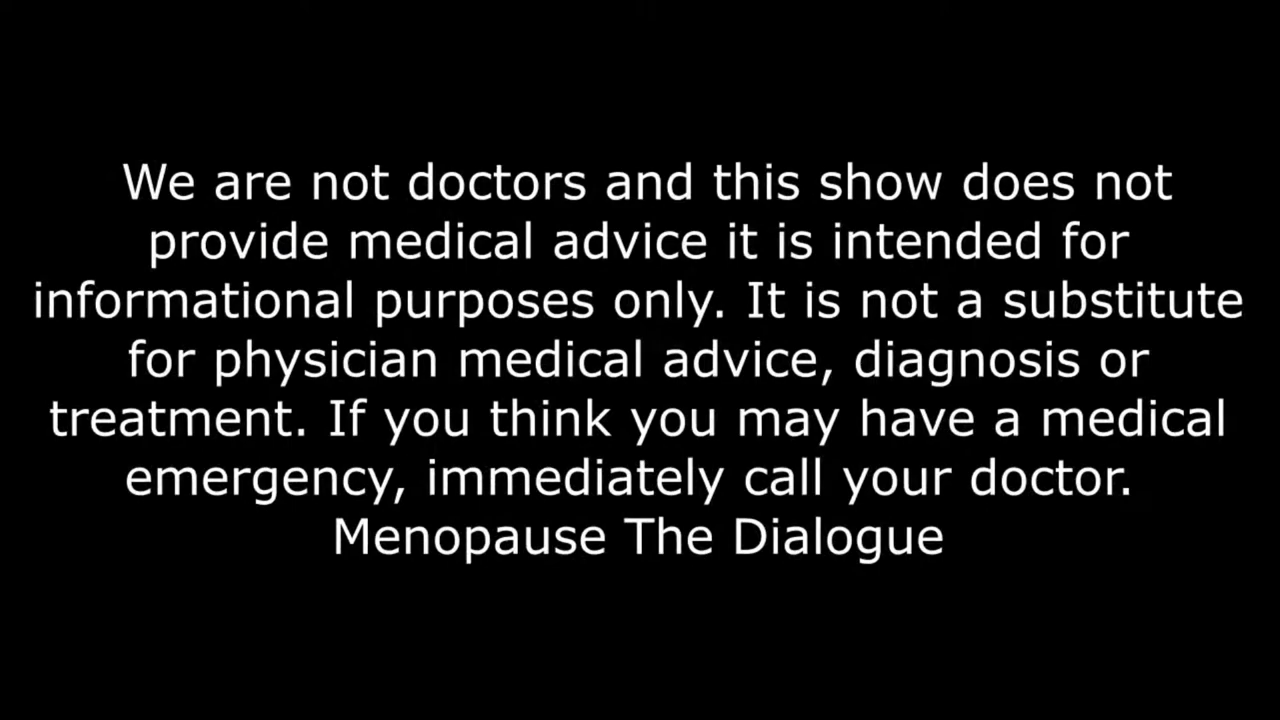 We are not doctors and this show does not
provide medical advice it is intended for
informational purposes only. It is not a substitute
for physician medical advice, diagnosis or
treatment. If you think you may have a medical
emergency, immediately call your doctor.
Menopause The Dialogue